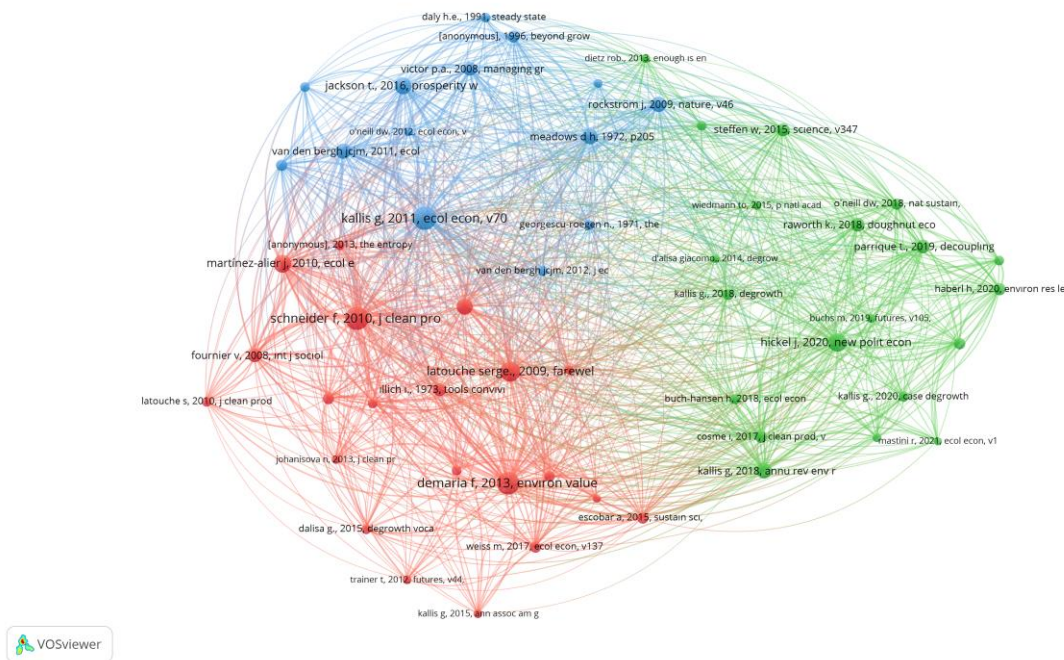 daly h.e., 1991, steady state
[anonymous], 1996, beyond grow
dietz rob., 2013, enough is en
victor p.a., 2008, managing gr
jackson t., 2016, prosperity w
rockstrom j, 2009, nature, v46
o'neill dw, 2012, ecol econ, v
meadows d h, 1972, p205
steffen w, 2015, science, v347
van den bergh jcjm, 2011, ecol
wiedmann to, 2015, p nati acad
o'neill dw, 2018, nat sustain,
kallis g, 2011, ecol econ, v70
georgescu-roegen n., 1971, the
raworth k., 2018, doughnut eco
[anonymous], 2013, the entropy
parrique t., 2019, decoupling
martínez-alier j, 2010, ecol e
d'alisa giacomo, 2014, degrow
van den bergh jcjm, 2012, j ec
haberl h, 2020, environ res le
kallis g., 2018, degrowth
schneider f, 2010, j clean pro
buchs m, 2019, futures, v105,
hickel j, 2020, new polit econ
fournier v, 2008, int j sociol
latouche serge., 2009, farewel
illich i., 1973, tools convivi
latouche s, 2010, j clean prod
buch-hansen h, 2018, ecol econ
kallis g., 2020, case degrowth
cosme i, 2017, j clean prod, v
mastini r, 2021, ecol econ, v1
johanisova n, 2013, j clean pr
kallis g, 2018, annu rev env r
demaria f, 2013, environ value
escobar a, 2015, sustain sci,
dalisa g., 2015, degrowth voca
weiss m, 2017, ecol econ, v137
trainer t, 2012, futures, v44,
kallis g, 2015, ann assoc am g
VOSviewer